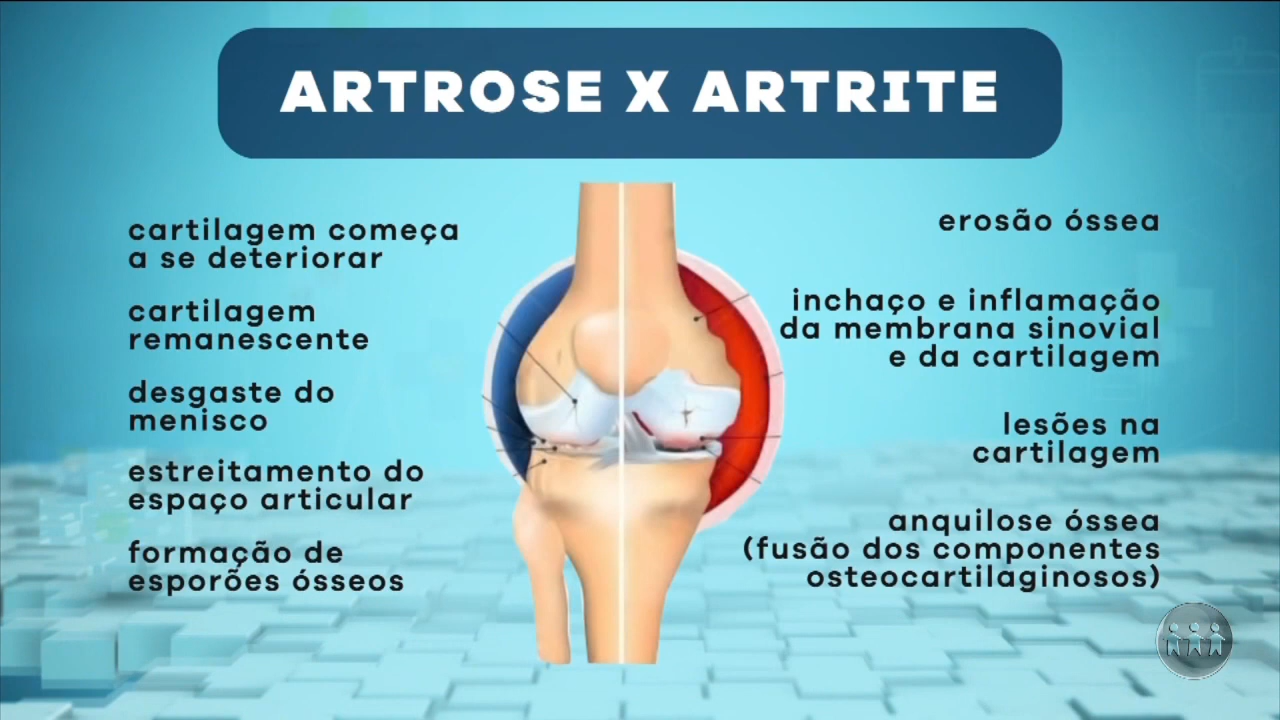 ARTROSE X ARTRITE
cartilagem começa
a se deteriorar
cartilagem
remanescente
desgaste do
menisco
estreitamento do
espaço articular
formação de
esporões ósseos
erosão óssea
inchaço e inflamação
da membrana sinovial
e da cartilagem
lesões na
cartilagem
anquilose óssea
(fusão dos componentes
osteocartilaginosos)